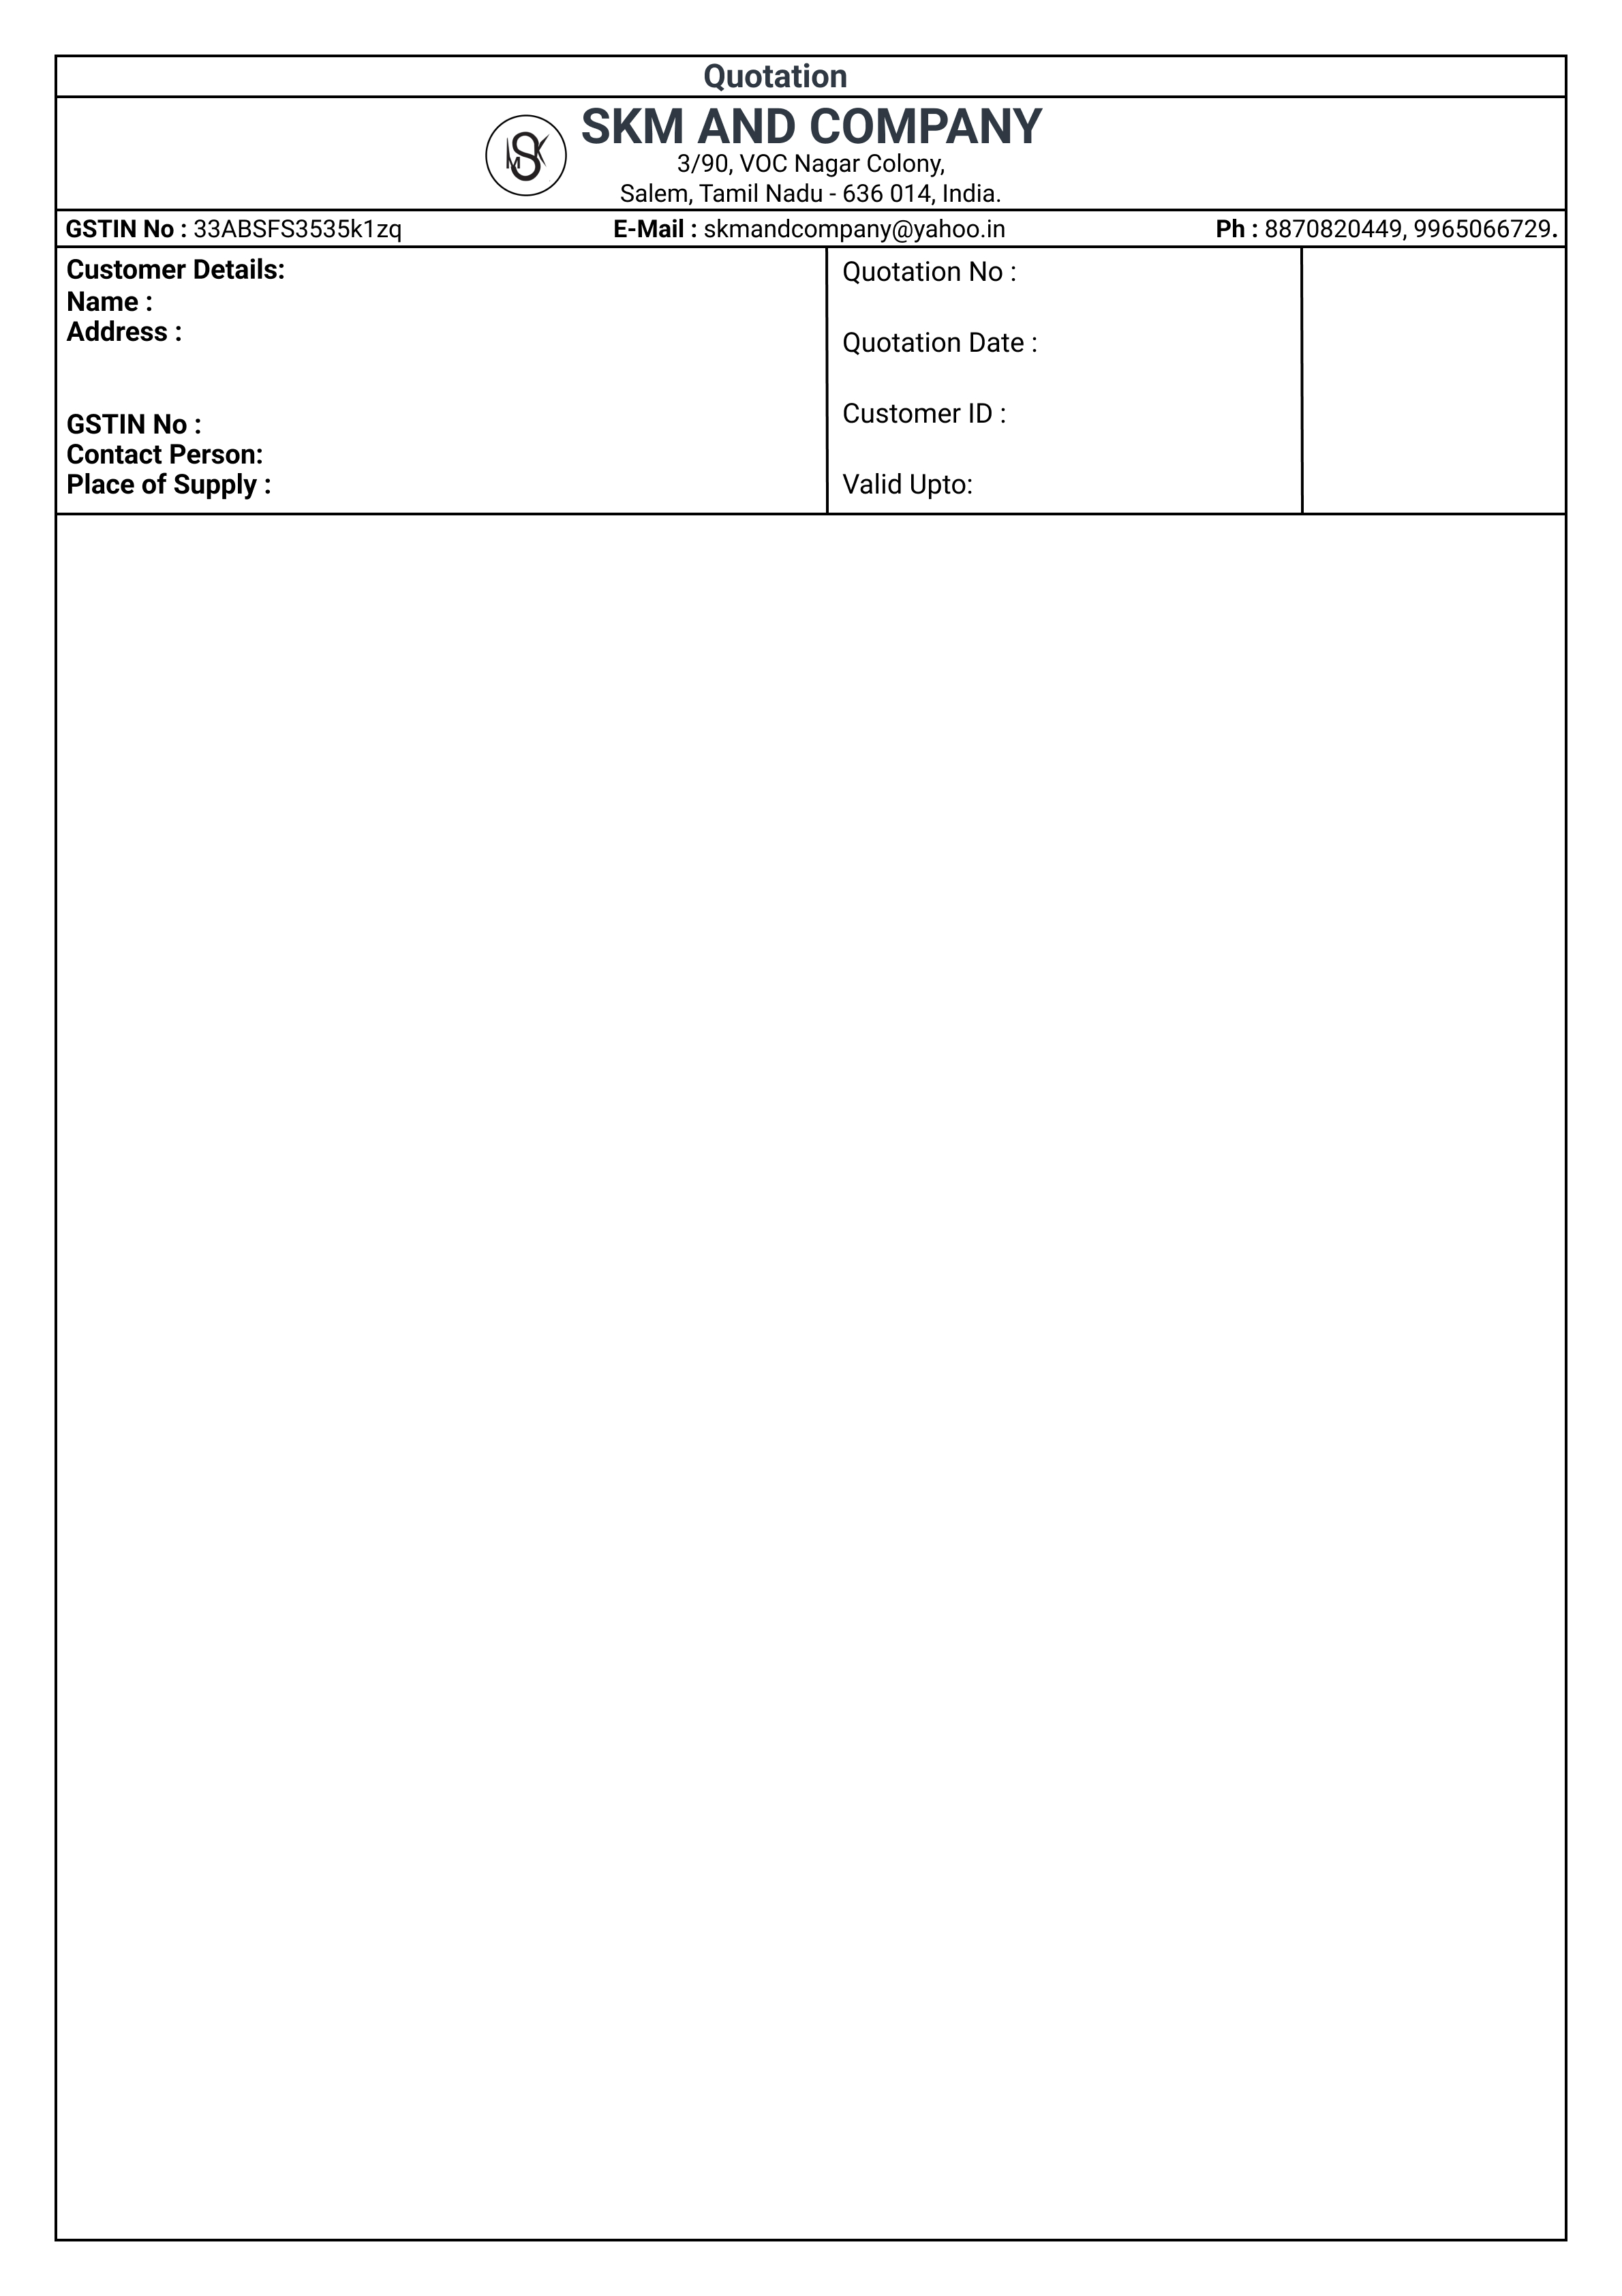 Quotation
MSK
SKM AND COMPANY
3/90, VOC Nagar Colony,
Salem, Tamil Nadu - 636 014, India.
GSTIN No : 33ABSFS3535k1zq E-Mail : skmandcompany@yahoo.in Ph : 8870820449, 9965066729.
Customer Details:
Name :
Address :
GSTIN No :
Contact Person:
Place of Supply :
Quotation No :
Quotation Date :
Customer ID :
Valid Upto: